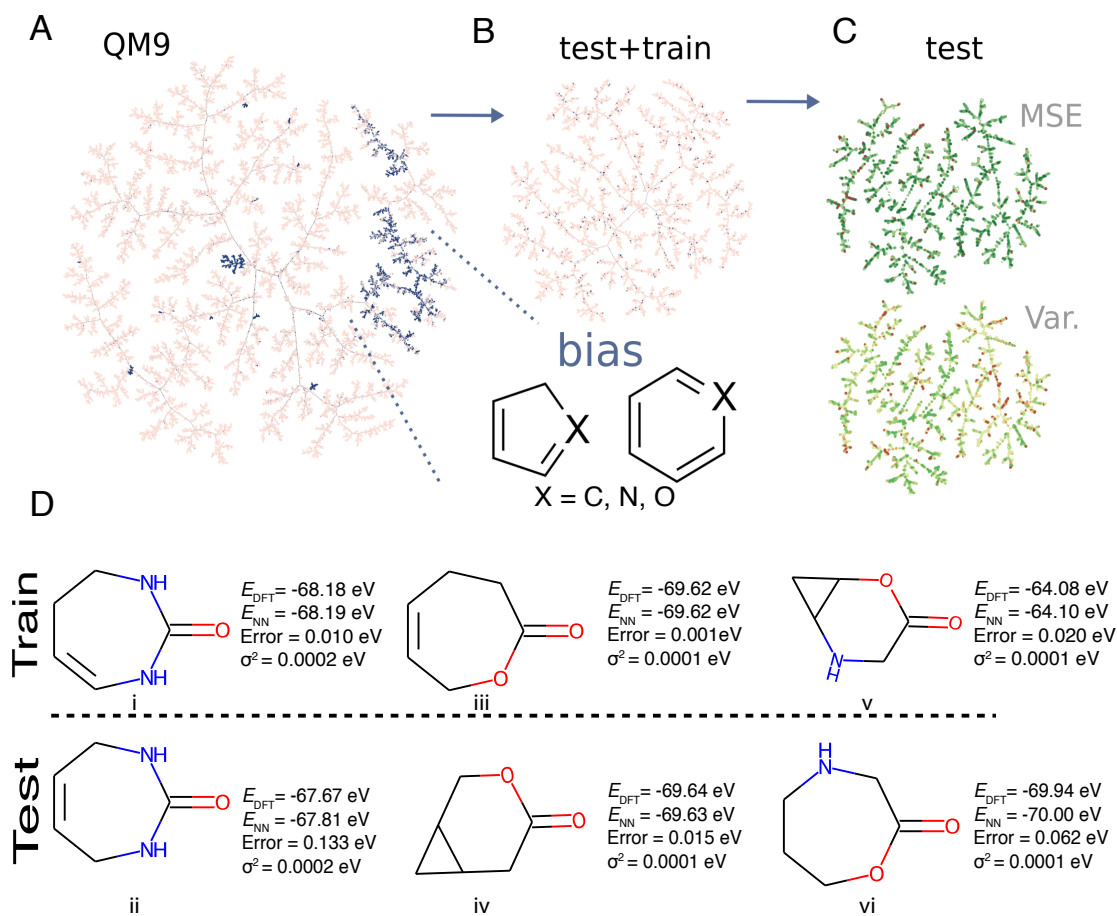 A
QM9
B
test+train
C
test
MSE
Var.
bias
X
X
X = C, N, O
D
Train
NH
NH
O
E_DFT= -68.18 eV
E_NN = -68.19 eV
Error = 0.010 eV
σ² = 0.0002 eV
i
O
O
E_DFT= -69.62 eV
E_NN = -69.62 eV
Error = 0.001eV
σ² = 0.0001 eV
iii
O
O
N
H
E_DFT= -64.08 eV
E_NN = -64.10 eV
Error = 0.020 eV
σ² = 0.0001 eV
v
Test
NH
NH
O
E_DFT= -67.67 eV
E_NN = -67.81 eV
Error = 0.133 eV
σ² = 0.0002 eV
ii
O
O
E_DFT= -69.64 eV
E_NN = -69.63 eV
Error = 0.015 eV
σ² = 0.0001 eV
iv
H
N
O
O
E_DFT= -69.94 eV
E_NN = -70.00 eV
Error = 0.062 eV
σ² = 0.0001 eV
vi